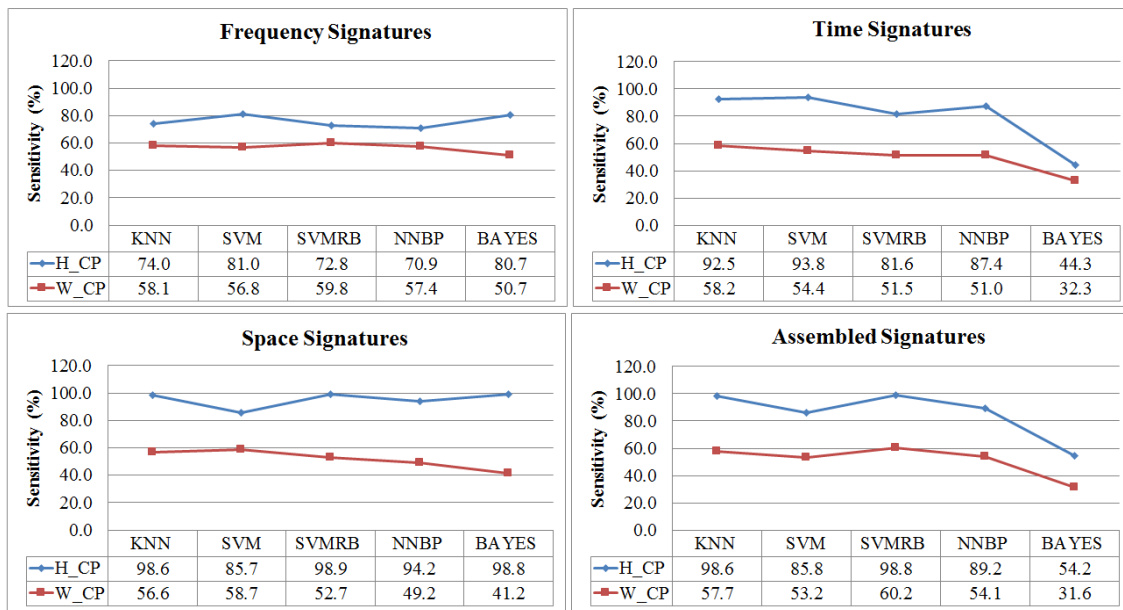 Frequency Signatures
Sensitivity (%)
120.0
100.0
80.0
60.0
40.0
20.0
0.0
KNN SVM SVMRB NNBP BAYES
H_CP 74.0 81.0 72.8 70.9 80.7
W_CP 58.1 56.8 59.8 57.4 50.7
Time Signatures
Sensitivity (%)
120.0
100.0
80.0
60.0
40.0
20.0
0.0
KNN SVM SVMRB NNBP BAYES
H_CP 92.5 93.8 81.6 87.4 44.3
W_CP 58.2 54.4 51.5 51.0 32.3
Space Signatures
Sensitivity (%)
120.0
100.0
80.0
60.0
40.0
20.0
0.0
KNN SVM SVMRB NNBP BAYES
H_CP 98.6 85.7 98.9 94.2 98.8
W_CP 56.6 58.7 52.7 49.2 41.2
Assembled Signatures
Sensitivity (%)
120.0
100.0
80.0
60.0
40.0
20.0
0.0
KNN SVM SVMRB NNBP BAYES
H_CP 98.6 85.8 98.8 89.2 54.2
W_CP 57.7 53.2 60.2 54.1 31.6